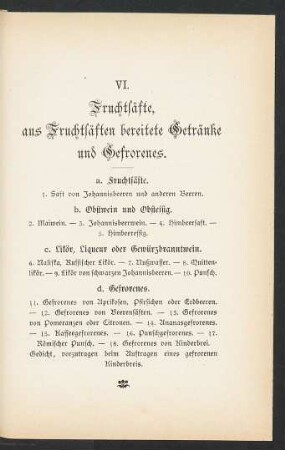 VI.
Fruchtsäfte,
aus Fruchtsäften bereitete Getränke
und Gefrorenes.
a. Fruchtsäfte.
1. Saft von Johannisbeeren und anderen Beeren.
b. Obstwein und Obstessig.
2. Maiwein. — 3. Johannisbeerwein. — 4. Himbeersaft. —
5. Himbeeressig.
c. Likör, Liqueur oder Gewürzbranntwein.
6. Nalifka, Russischer Likör. — 7. Nußwasser. — 8. Quitten-
likör. — 9. Likör von schwarzen Johannisbeeren. — 10. Punsch.
d. Gefrorenes.
11. Gefrorenes von Aprikosen, Pfirsichen oder Erdbeeren.
— 12. Gefrorenes von Beerensäften. — 13. Gefrorenes
von Pomeranzen oder Citronen. — 14. Ananasgefrorenes.
— 15. Kaffeegefrorenes. — 16. Punschgefrorenes. — 17.
Römischer Punsch. — 18. Gefrorenes von Kinderbrei.
Gedicht, vorzutragen beim Auftragen eines gefrorenen
Kinderbreis.